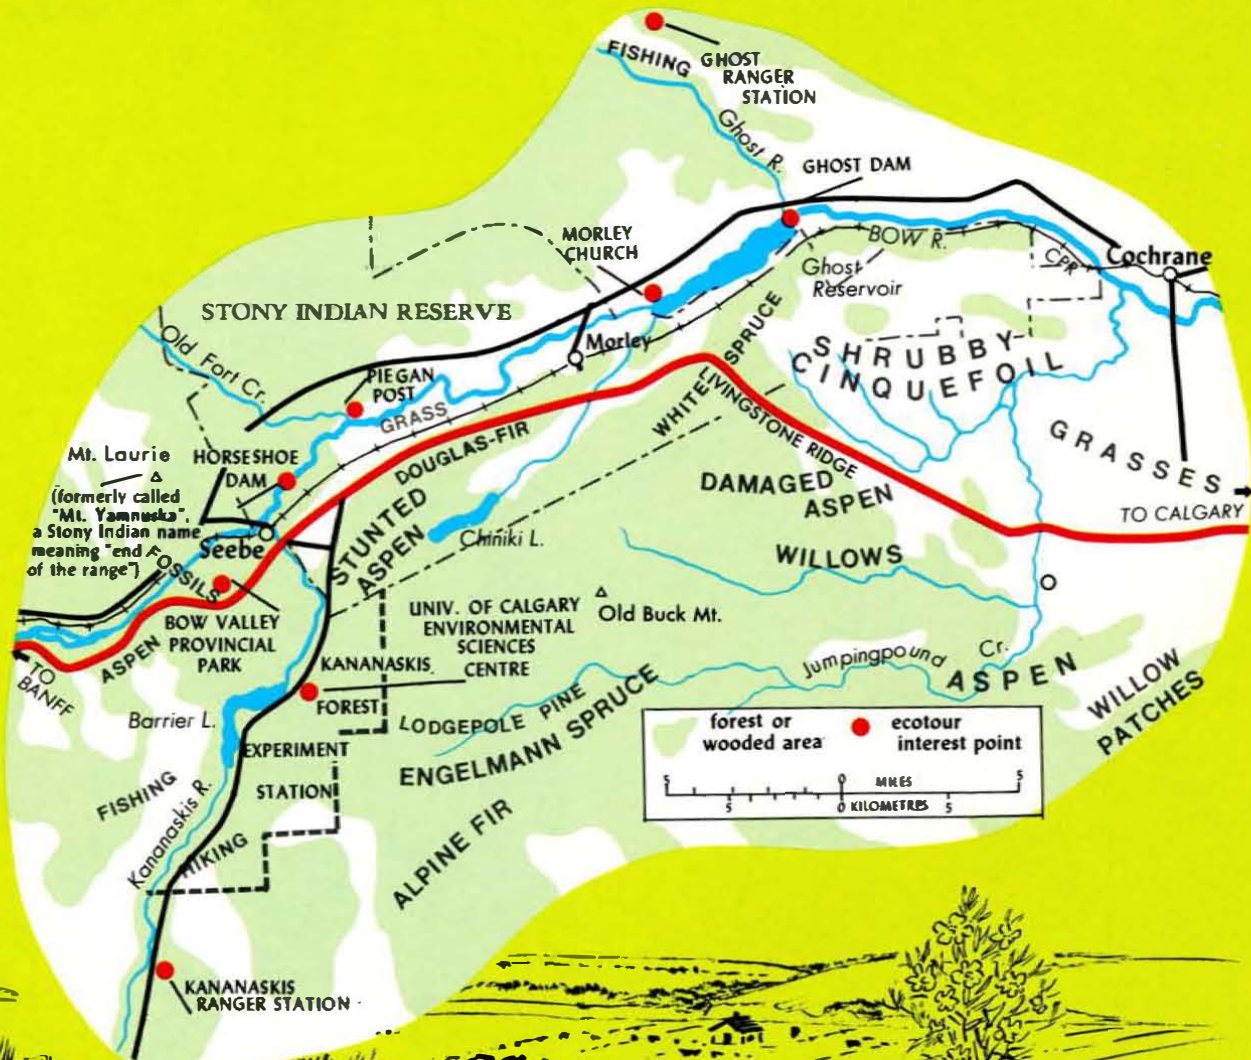 FISHING
GHOST
RANGER
STATION
Ghost R.
GHOST DAM
MORLEY
CHURCH
BOW R.
CPR
Cochrane
Ghost
Reservoir
STONY INDIAN RESERVE
Old Fort Cr.
Morley
PIEGAN
POST
GRASS
WHITE SPRUCE
SHRUBBY
CINQUEFOIL
LIVINGSTONE RIDGE
DOUGLAS-FIR
GRASSES
TO CALGARY
Mt. Laurie
(formerly called
"Mt. Yamnuska",
a Stony Indian name
meaning "end
of the range")
HORSESHOE
DAM
Seebe
FOSSILS
STUNTED
ASPEN
Chiniki L.
DAMAGED
ASPEN
WILLOWS
BOW VALLEY
PROVINCIAL
PARK
ASPEN
TO
BANFF
UNIV. OF CALGARY
ENVIRONMENTAL
SCIENCES
CENTRE
Old Buck Mt.
KANANASKIS
FOREST
EXPERIMENT
STATION
Barrier L.
LODGEPOLE PINE
ENGELMANN SPRUCE
Jumpingpound Cr.
ASPEN
WILLOW
PATCHES
FISHING
Kananaskis R.
HIKING
ALPINE FIR
forest or
wooded area
ecotour
interest point
5 0 5
MILES
5 0 5
KILOMETRES
KANANASKIS
RANGER STATION